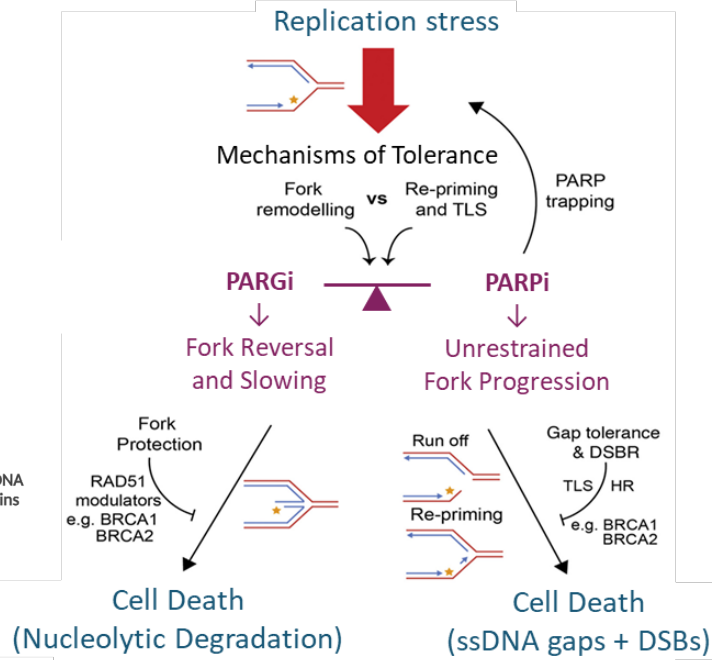 Replication stress
Mechanisms of Tolerance
Fork
remodelling
vs
Re-priming
and TLS
PARP
trapping
PARGi
PARPi
Fork Reversal
and Slowing
Unrestrained
Fork Progression
Fork
Protection
RAD51
modulators
e.g. BRCA1
BRCA2
Run off
Re-priming
Gap tolerance
& DSBR
TLS
HR
e.g. BRCA1
BRCA2
Cell Death
(Nucleolytic Degradation)
Cell Death
(ssDNA gaps + DSBs)